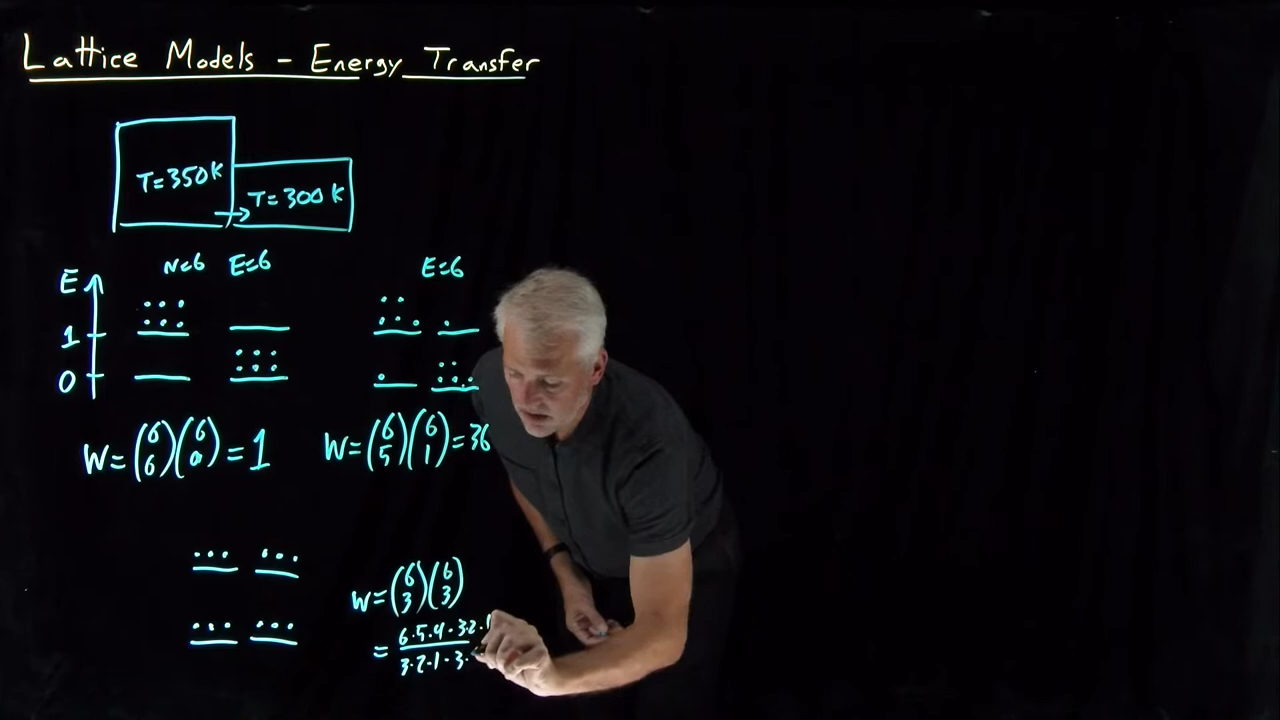 Lattice Models - Energy Transfer
T=350K
T=300K
N=6 E=6
E=6
E
1
0
W=(6 6)(6 0)=1
W=(6 5)(6 1)=36
W=(6 3)(6 3)
= 6·5·4·3·2·1
3·2·1·3·